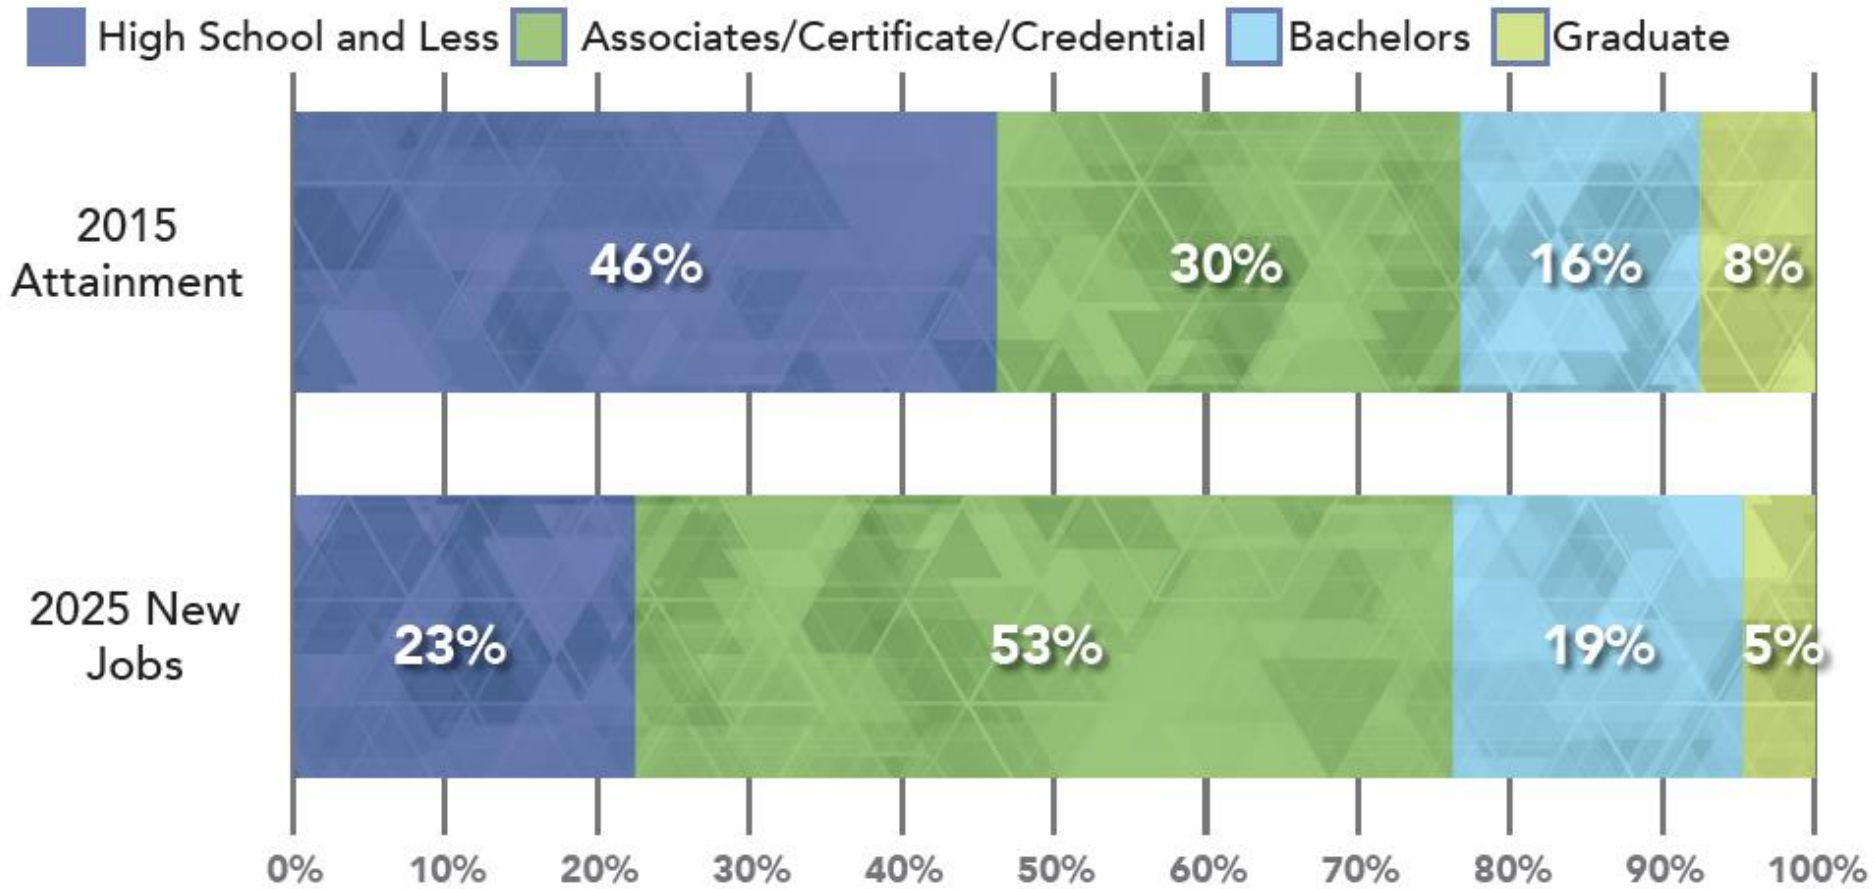 High School and Less Associates/Certificate/Credential Bachelors Graduate
2015
Attainment
46% 30% 16% 8%
2025 New
Jobs
23% 53% 19% 5%
0% 10% 20% 30% 40% 50% 60% 70% 80% 90% 100%